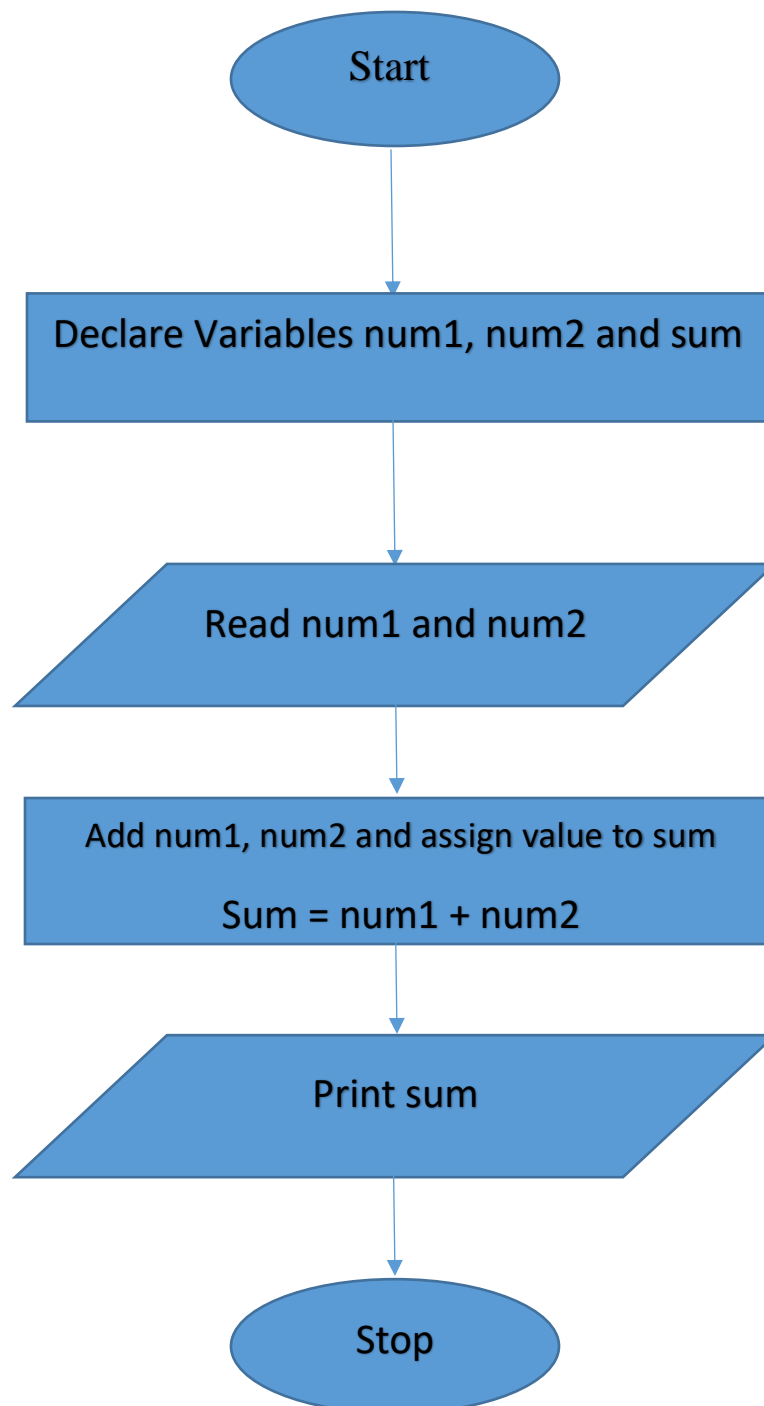 Start
Declare Variables num1, num2 and sum
Read num1 and num2
Add num1, num2 and assign value to sum
Sum = num1 + num2
Print sum
Stop